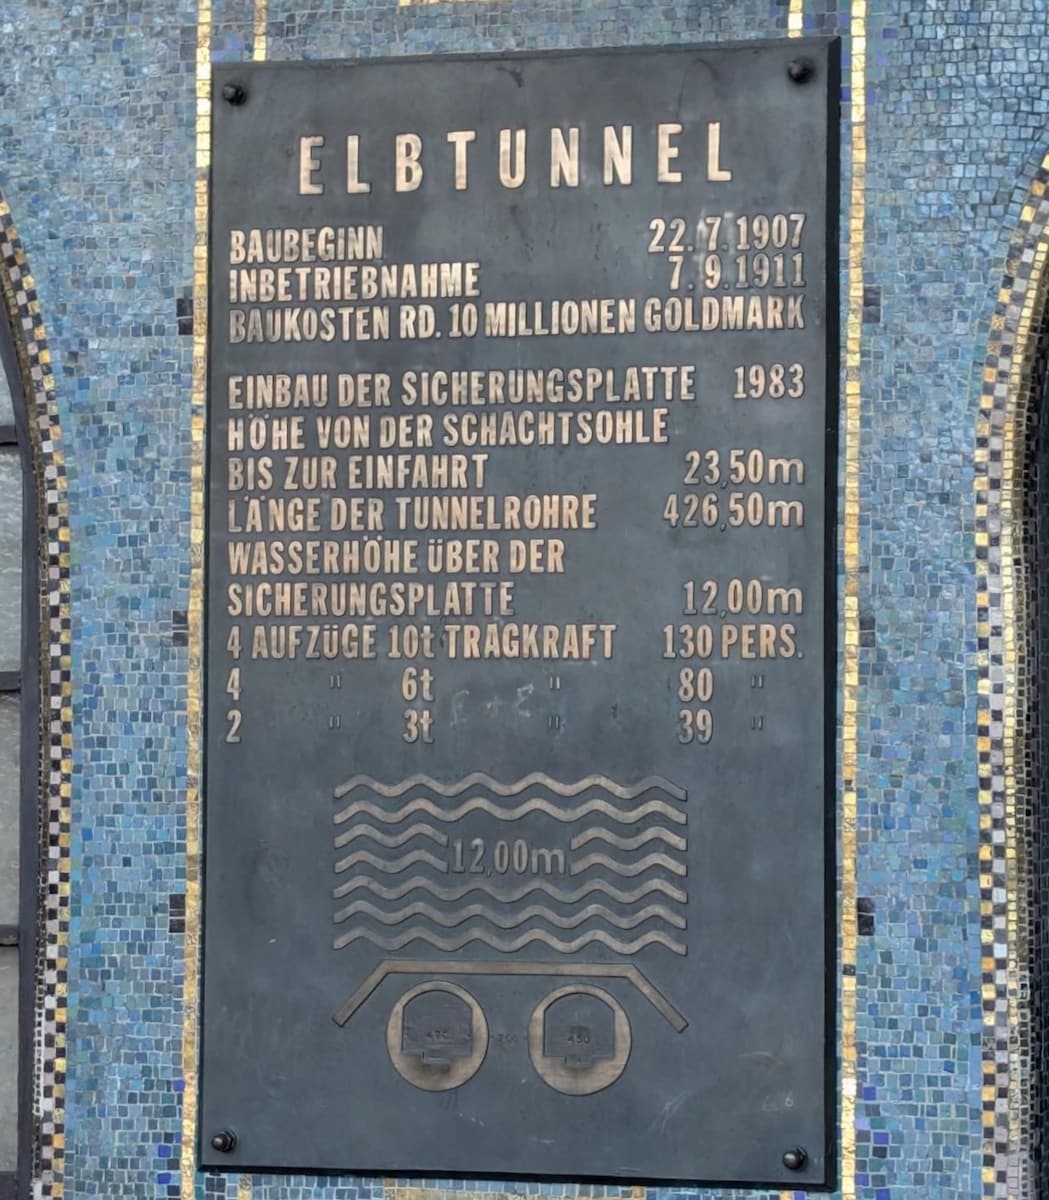 ELBTUNNEL
BAUBEGINN 22.7.1907
INBETRIEBNAHME 7.9.1911
BAUKOSTEN RD. 10 MILLIONEN GOLDMARK
EINBAU DER SICHERUNGSPLATTE 1983
HÖHE VON DER SCHACHTSOHLE
BIS ZUR EINFAHRT 23,50m
LÄNGE DER TUNNELROHRE 426,50m
WASSERHÖHE ÜBER DER
SICHERUNGSPLATTE 12,00m
4 AUFZÜGE 10t TRAGKRAFT 130 PERS.
4 " 6t " 80 "
2 " 3t " 39 "
12,00m